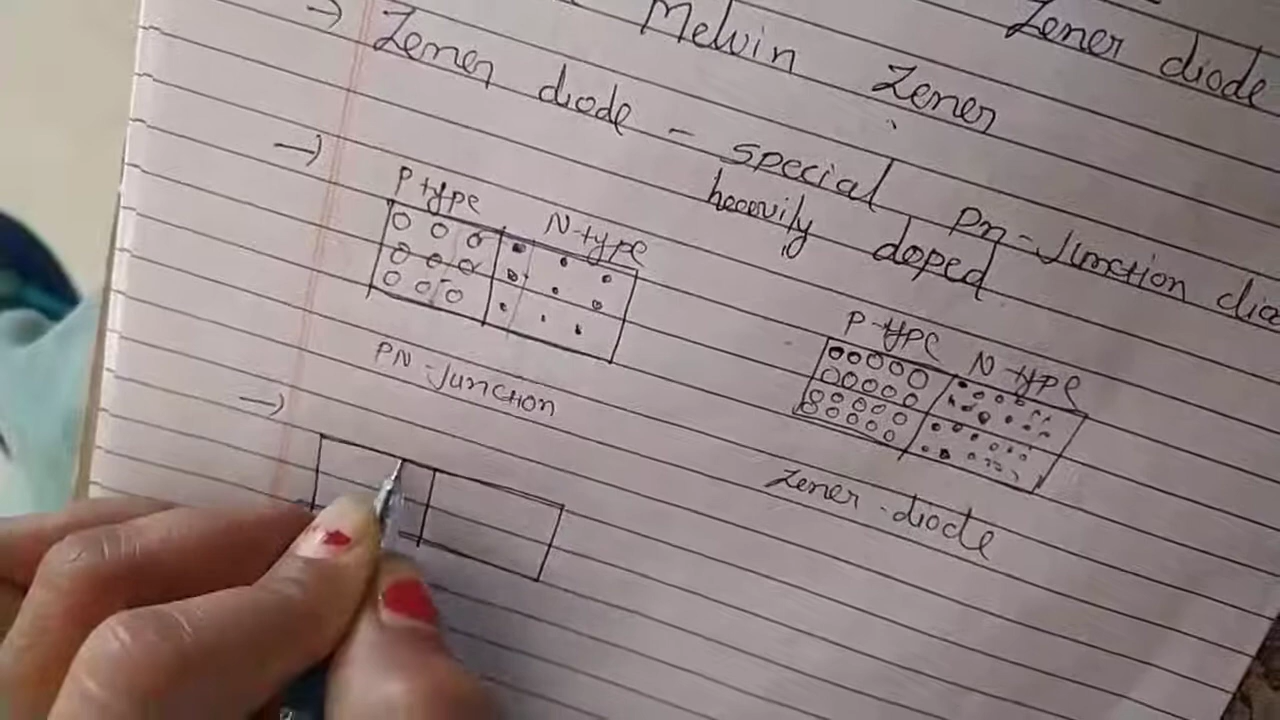 Zener diode
Melvin Zener
→ Zener diode - special Pn-Junction dio
heavily doped
→
P type N-type
PN-Junction
P-type N-type
Zener-diode
→